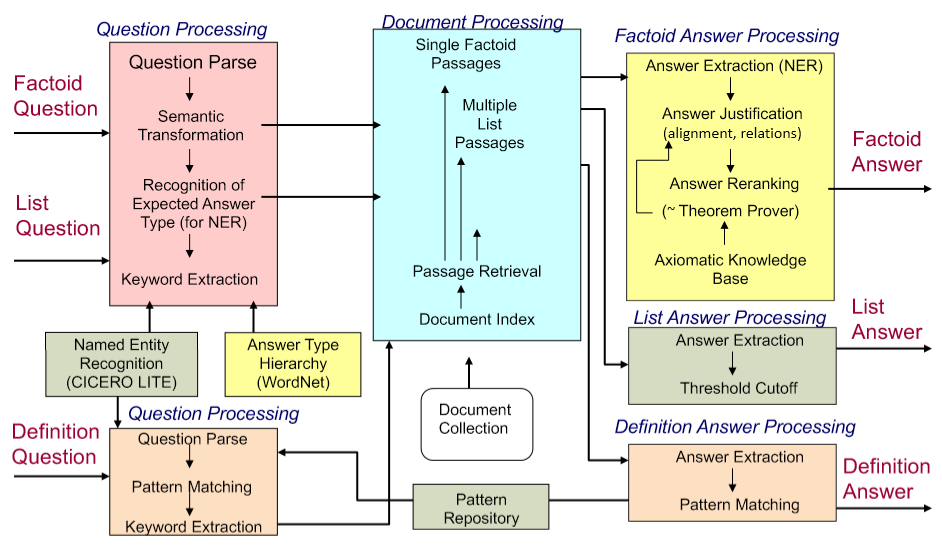 Question Processing
Factoid
Question
List
Question
Question Parse
Semantic
Transformation
Recognition of
Expected Answer
Type (for NER)
Keyword Extraction
Named Entity
Recognition
(CICERO LITE)
Answer Type
Hierarchy
(WordNet)
Question Processing
Definition
Question
Question Parse
Pattern Matching
Keyword Extraction
Document Processing
Single Factoid
Passages
Multiple
List
Passages
Passage Retrieval
Document Index
Document
Collection
Pattern
Repository
Factoid Answer Processing
Answer Extraction (NER)
Answer Justification
(alignment, relations)
Answer Reranking
(~ Theorem Prover)
Axiomatic Knowledge
Base
Factoid
Answer
List Answer Processing
Answer Extraction
Threshold Cutoff
List
Answer
Definition Answer Processing
Answer Extraction
Pattern Matching
Definition
Answer